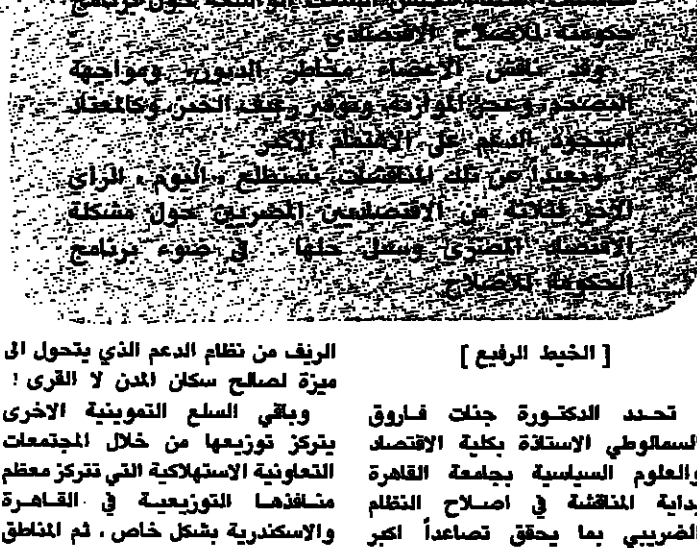 حكومته للاصلاح الاقتصادي
وقد ناقش الاعضاء مخاطر الديون، ومواجهة
التضخم، وعجز الموازنة، وتوفير رغيف الخبز، وكالمعتاد
استحوذ الدعم على الاهتمام الاكبر
وبعيداً عن تلك المناقشات تستطلع «اليوم» الرأي
الآخر لثلاثة من الاقتصاديين المصريين حول مشكلة
الاقتصاد المصري وسبل حلها في ضوء برنامج
الحكومة للاصلاح
[ الخيط الرفيع ]
تحدد الدكتورة جنات فاروق
السمالوطي الاستاذة بكلية الاقتصاد
والعلوم السياسية بجامعة القاهرة
بداية المناقشة في اصلاح النظام
الضريبي بما يحقق تصاعداً اكبر
الريف من نظام الدعم الذي يتحول الى
ميزة لصالح سكان المدن لا القرى !
وباقي السلع التموينية الاخرى
يتركز توزيعها من خلال المجتمعات
التعاونية الاستهلاكية التي تتركز معظم
منافذها التوزيعية في القاهرة
والاسكندرية بشكل خاص ، ثم المناطق